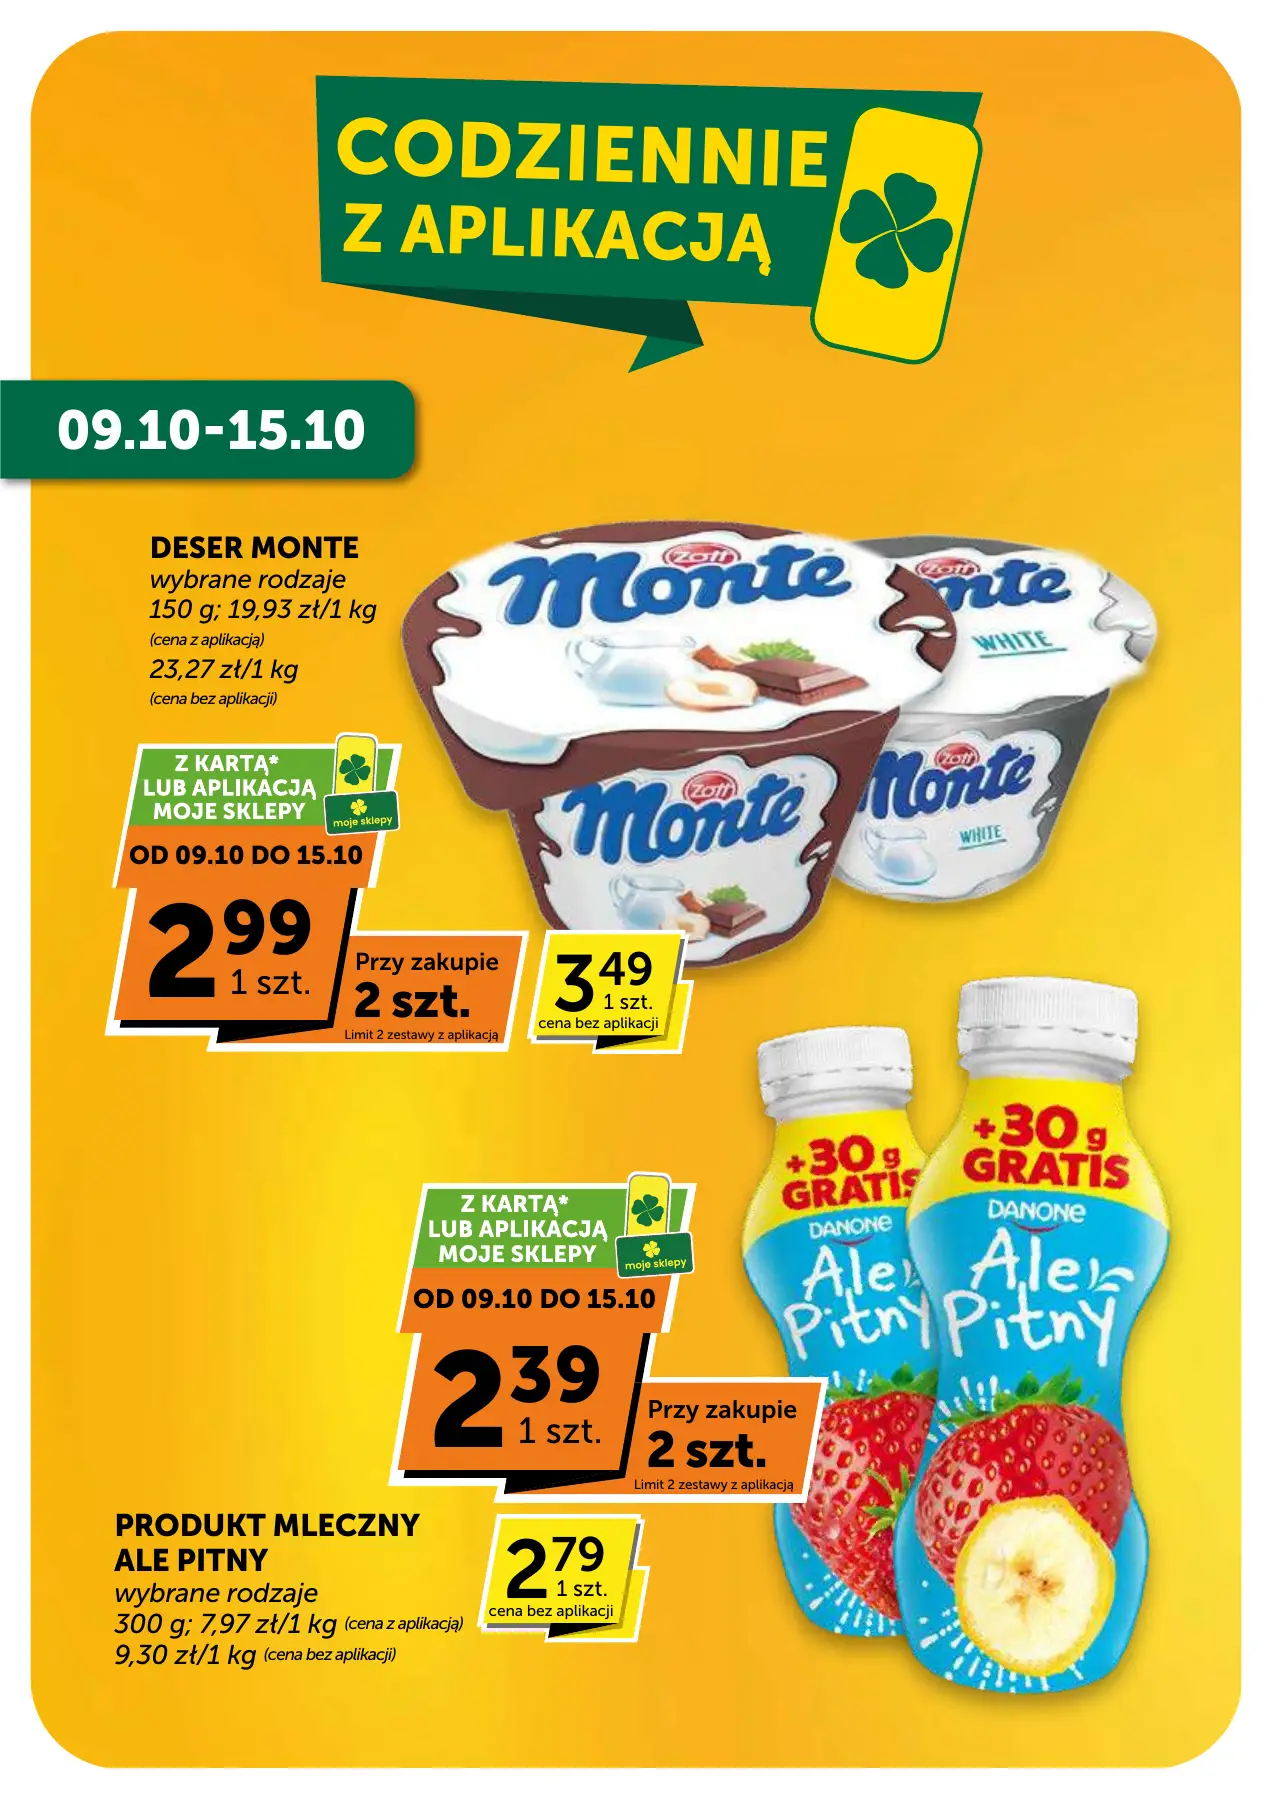 CODZIENNIE
Z APLIKACJĄ
09.10-15.10
DESER MONTE
wybrane rodzaje
150 g; 19,93 zł/1 kg
(cena z aplikacją)
23,27 zł/1 kg
(cena bez aplikacji)
Zott
Monte
Zott
Monte
Zott
nte
WHITE
Zott
Monte
WHITE
Z KARTĄ*
LUB APLIKACJĄ
MOJE SKLEPY
moje sklepy
OD 09.10 DO 15.10
2 99
1 szt.
Przy zakupie
2 szt.
Limit 2 zestawy z aplikacją
3 49
1 szt.
cena bez aplikacji
+30 g
GRATIS
DANONE
Ale
Pitny
+30 g
GRATIS
DANONE
Ale
Pitny
Z KARTĄ*
LUB APLIKACJĄ
MOJE SKLEPY
moje sklepy
OD 09.10 DO 15.10
2 39
1 szt.
Przy zakupie
2 szt.
Limit 2 zestawy z aplikacją
PRODUKT MLECZNY
ALE PITNY
wybrane rodzaje
300 g; 7,97 zł/1 kg (cena z aplikacją)
9,30 zł/1 kg (cena bez aplikacji)
2 79
1 szt.
cena bez aplikacji